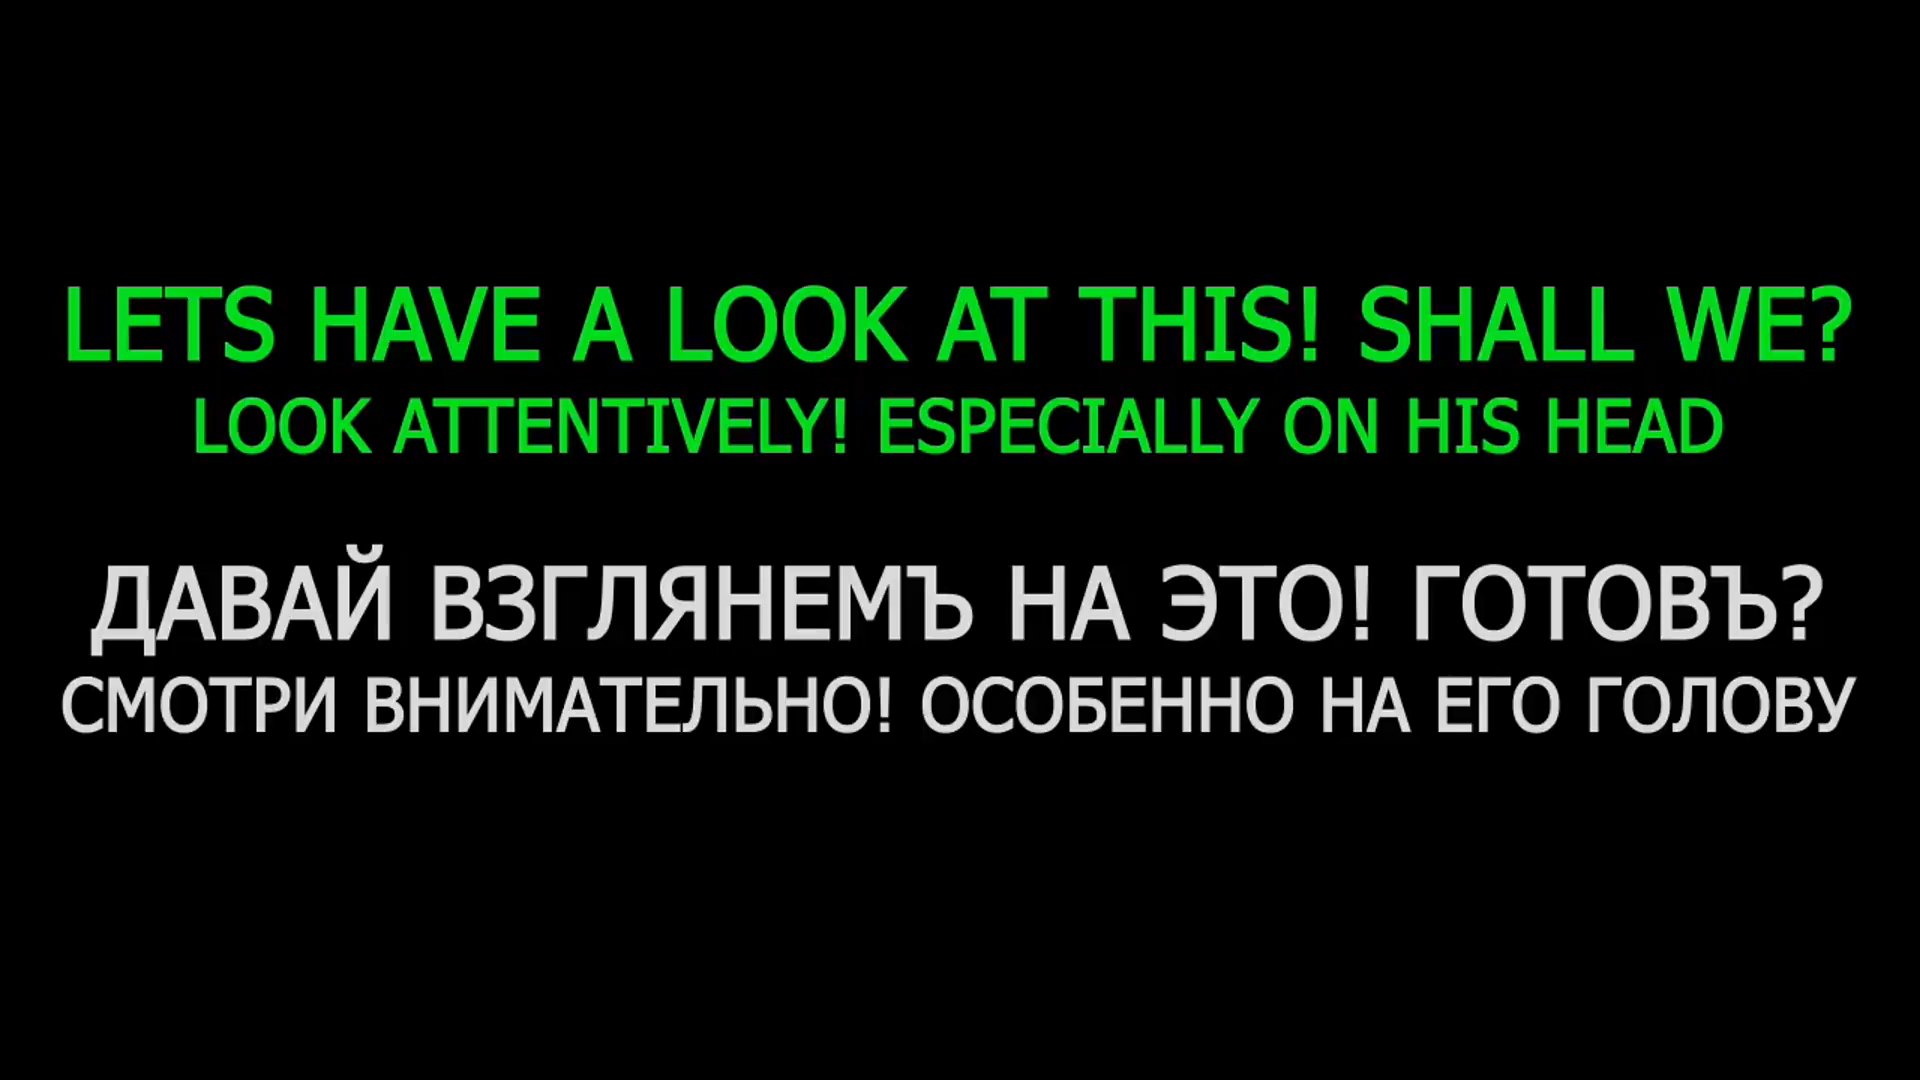 LETS HAVE A LOOK AT THIS! SHALL WE?
LOOK ATTENTIVELY! ESPECIALLY ON HIS HEAD
ДАВАЙ ВЗГЛЯНЕМЪ НА ЭТО! ГОТОВЪ?
СМОТРИ ВНИМАТЕЛЬНО! ОСОБЕННО НА ЕГО ГОЛОВУ